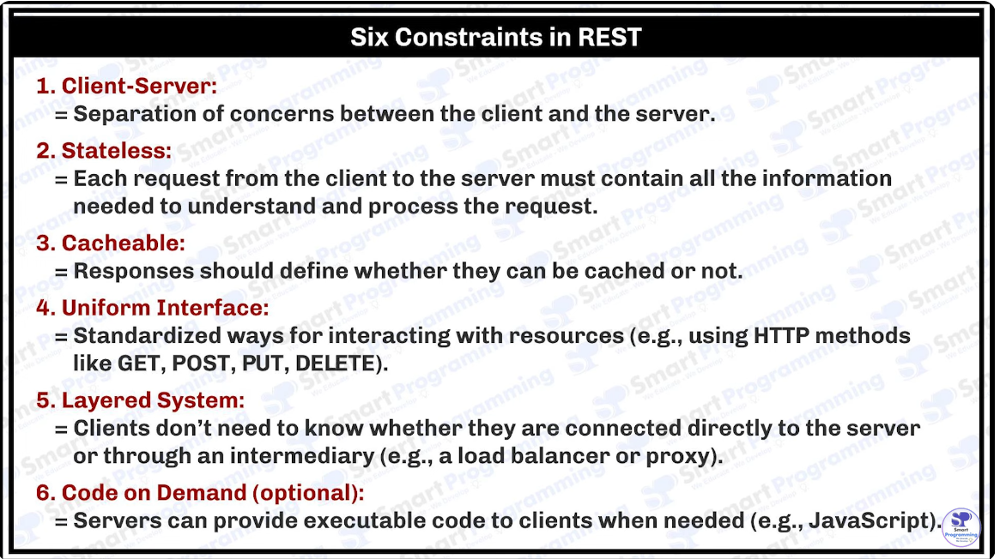 Six Constraints in REST
1. Client-Server:
= Separation of concerns between the client and the server.
2. Stateless:
= Each request from the client to the server must contain all the information
needed to understand and process the request.
3. Cacheable:
= Responses should define whether they can be cached or not.
4. Uniform Interface:
= Standardized ways for interacting with resources (e.g., using HTTP methods
like GET, POST, PUT, DELETE).
5. Layered System:
= Clients don’t need to know whether they are connected directly to the server
or through an intermediary (e.g., a load balancer or proxy).
6. Code on Demand (optional):
= Servers can provide executable code to clients when needed (e.g., JavaScript).
Smart
Programming